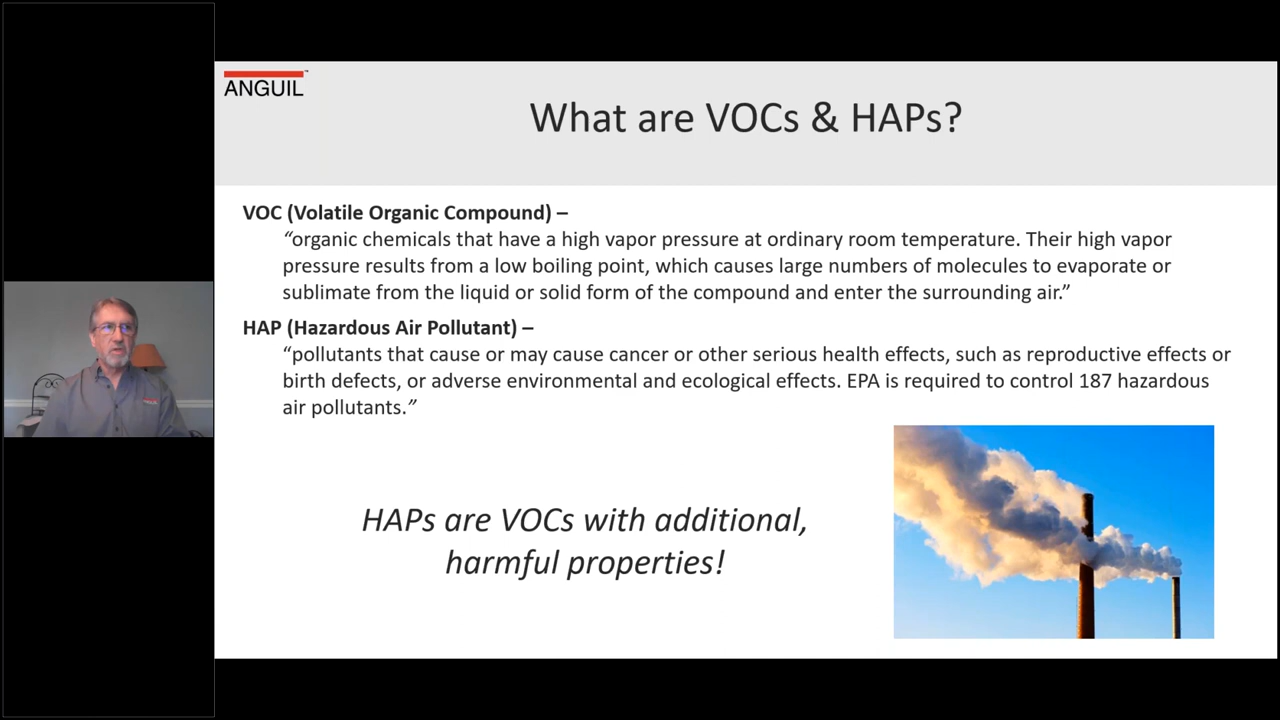 ANGUIL™
What are VOCs & HAPs?
VOC (Volatile Organic Compound) –
“organic chemicals that have a high vapor pressure at ordinary room temperature. Their high vapor
pressure results from a low boiling point, which causes large numbers of molecules to evaporate or
sublimate from the liquid or solid form of the compound and enter the surrounding air.”
HAP (Hazardous Air Pollutant) –
“pollutants that cause or may cause cancer or other serious health effects, such as reproductive effects or
birth defects, or adverse environmental and ecological effects. EPA is required to control 187 hazardous
air pollutants.”
HAPs are VOCs with additional,
harmful properties!